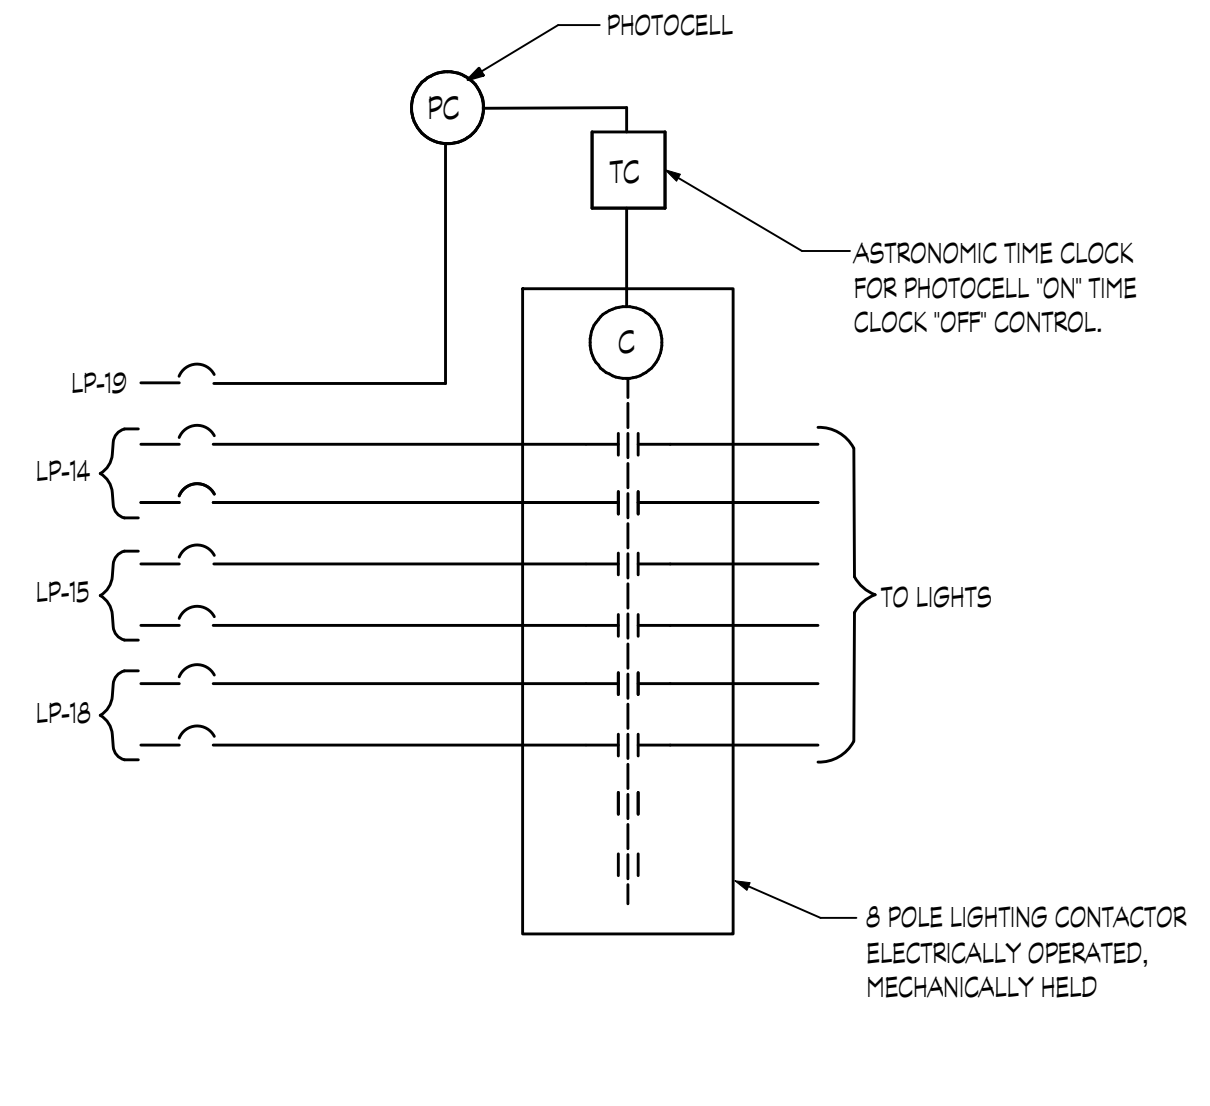 PHOTOCELL
PC
TC
ASTRONOMIC TIME CLOCK
FOR PHOTOCELL "ON" TIME
CLOCK "OFF" CONTROL.
C
LP-19
LP-14
LP-15
TO LIGHTS
LP-18
8 POLE LIGHTING CONTACTOR
ELECTRICALLY OPERATED,
MECHANICALLY HELD